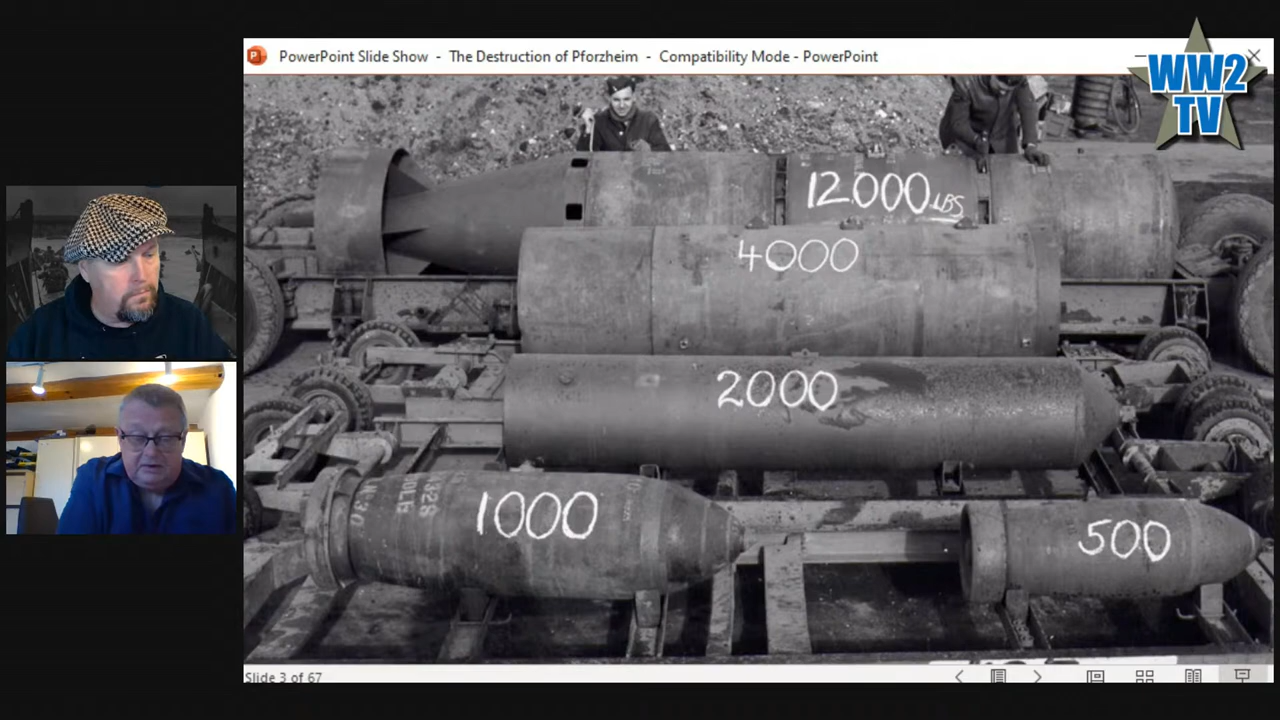 PowerPoint Slide Show - The Destruction of Pforzheim - Compatibility Mode - PowerPoint
WW2
TV
12.000 LBS
4000
2000
1000
500
Slide 3 of 67